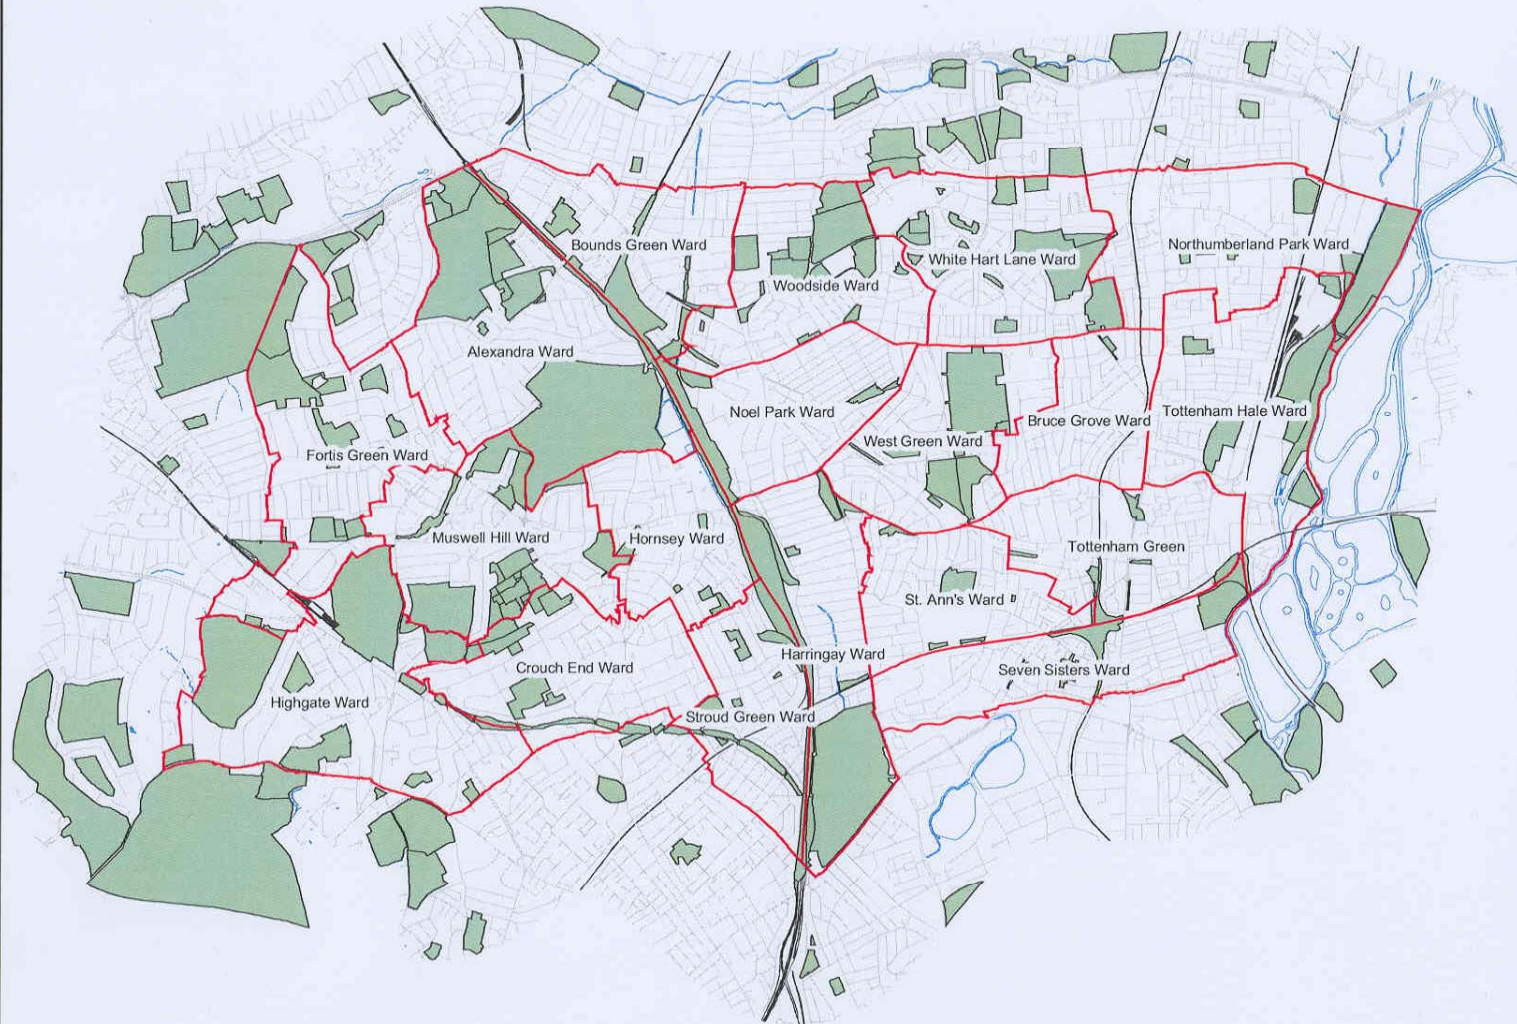 Bounds Green Ward
Northumberland Park Ward
White Hart Lane Ward
Woodside Ward
Alexandra Ward
Noel Park Ward
Tottenham Hale Ward
Bruce Grove Ward
West Green Ward
Fortis Green Ward
Muswell Hill Ward
Hornsey Ward
Tottenham Green
St. Ann's Ward
Harringay Ward
Crouch End Ward
Seven Sisters Ward
Highgate Ward
Stroud Green Ward